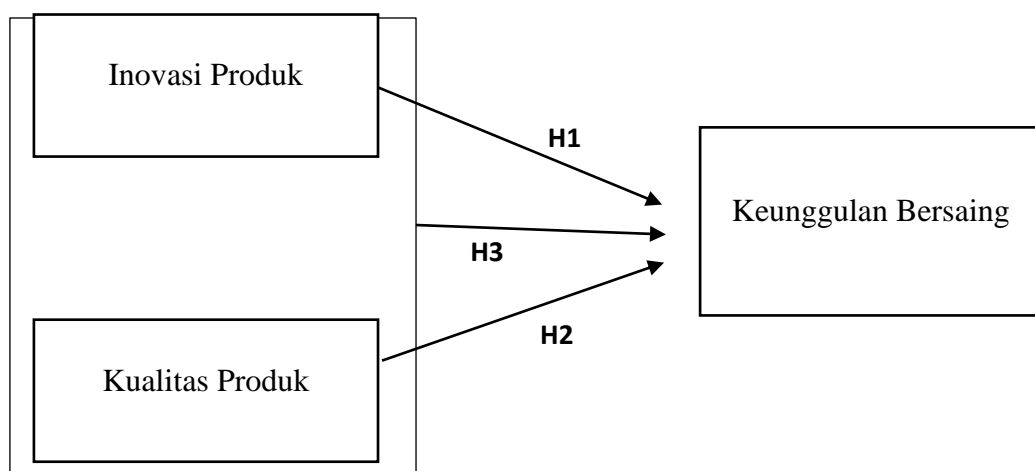 Inovasi Produk
H1
Keunggulan Bersaing
H3
H2
Kualitas Produk